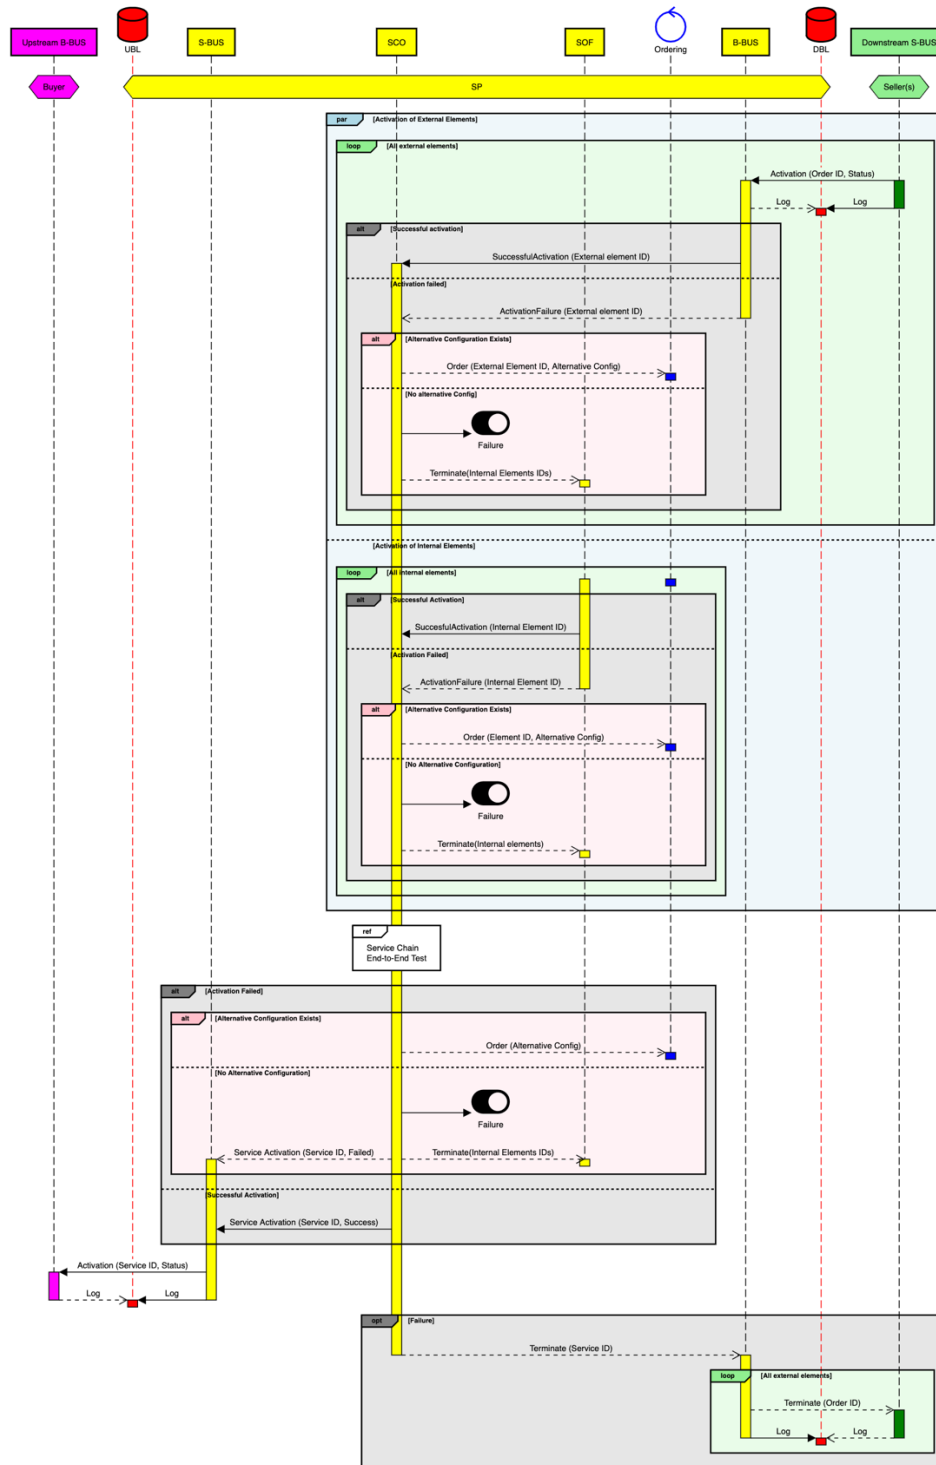 Upstream B-BUS
UBL
S-BUS
SCO
SOF
Ordering
B-BUS
DBL
Downstream S-BUS
Buyer
SP
Seller(s)
par
[Activation of External Elements]
loop
[All external elements]
Activation (Order ID, Status)
Log
Log
alt
[Successful activation]
SuccessfulActivation (External element ID)
[Activation failed]
ActivationFailure (External element ID)
alt
[Alternative Configuration Exists]
Order (External Element ID, Alternative Config)
[No alternative Config]
Failure
Terminate(Internal Elements IDs)
[Activation of Internal Elements]
loop
[All internal elements]
alt
[Successful Activation]
SuccesfulActivation (Internal Element ID)
[Activation Failed]
ActivationFailure (Internal Element ID)
alt
[Alternative Configuration Exists]
Order (Element ID, Alternative Config)
[No Alternative Configuration]
Failure
Terminate(Internal elements)
ref
Service Chain
End-to-End Test
alt
[Activation Failed]
alt
[Alternative Configuration Exists]
Order (Alternative Config)
[No Alternative Configuration]
Failure
Service Activation (Service ID, Failed)
Terminate(Internal Elements IDs)
[Successful Activation]
Service Activation (Service ID, Success)
Activation (Service ID, Status)
Log
Log
opt
[Failure]
Terminate (Service ID)
loop
[All external elements]
Terminate (Order ID)
Log
Log